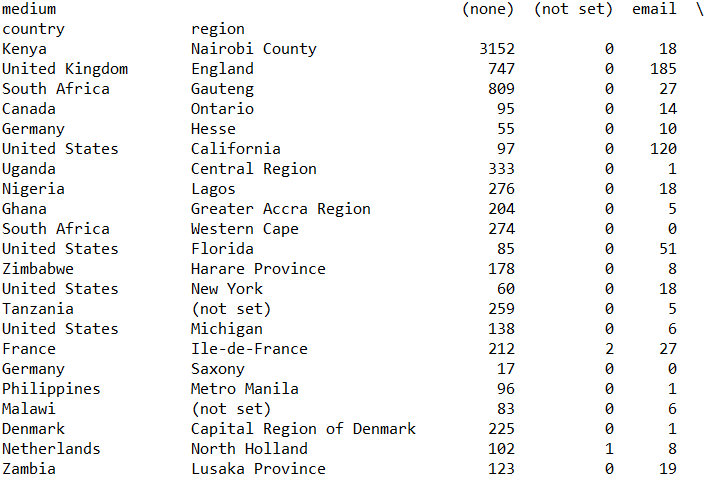 medium (none) (not set) email \
country region
Kenya Nairobi County 3152 0 18
United Kingdom England 747 0 185
South Africa Gauteng 809 0 27
Canada Ontario 95 0 14
Germany Hesse 55 0 10
United States California 97 0 120
Uganda Central Region 333 0 1
Nigeria Lagos 276 0 18
Ghana Greater Accra Region 204 0 5
South Africa Western Cape 274 0 0
United States Florida 85 0 51
Zimbabwe Harare Province 178 0 8
United States New York 60 0 18
Tanzania (not set) 259 0 5
United States Michigan 138 0 6
France Ile-de-France 212 2 27
Germany Saxony 17 0 0
Philippines Metro Manila 96 0 1
Malawi (not set) 83 0 6
Denmark Capital Region of Denmark 225 0 1
Netherlands North Holland 102 1 8
Zambia Lusaka Province 123 0 19